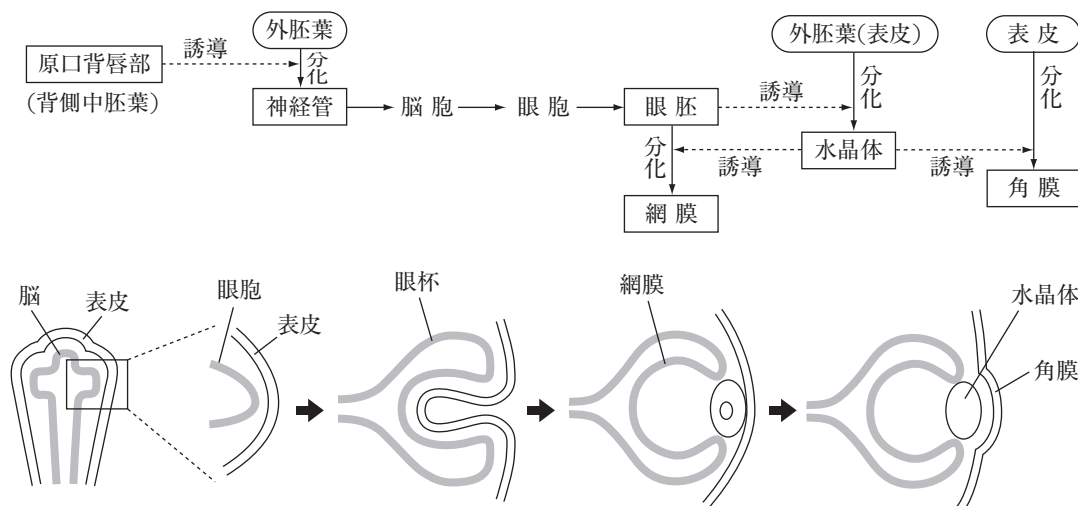 外胚葉
誘導
原口背唇部
(背側中胚葉)
分化
神経管
脳胞
眼胞
眼胚
誘導
外胚葉(表皮)
表皮
分化
分化
水晶体
分化
誘導
誘導
網膜
角膜
脳
表皮
眼胞
表皮
眼杯
網膜
水晶体
角膜